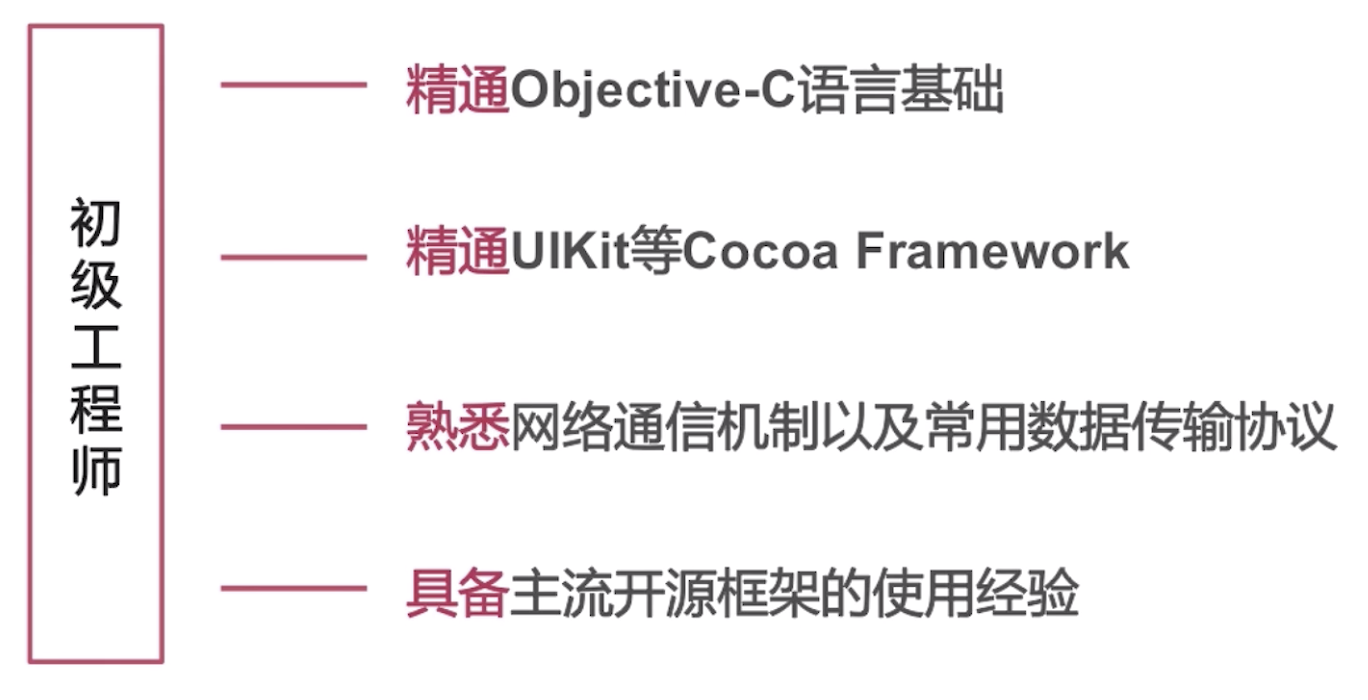 初级工程师
精通Objective-C语言基础
精通UIKit等Cocoa Framework
熟悉网络通信机制以及常用数据传输协议
具备主流开源框架的使用经验